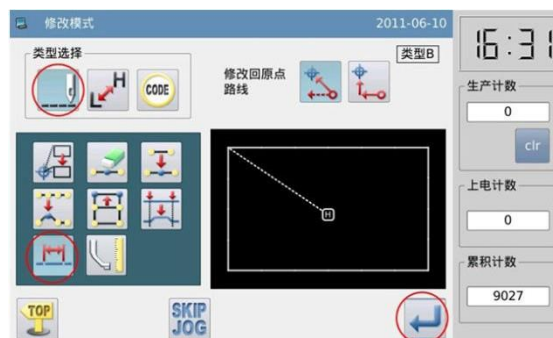 修改模式 2011-06-10
类型选择
类型B
修改回原点
路线
L H
CODE
H
TOP
SKIP
JOG
16:31
生产计数
0
clr
上电计数
0
累积计数
9027